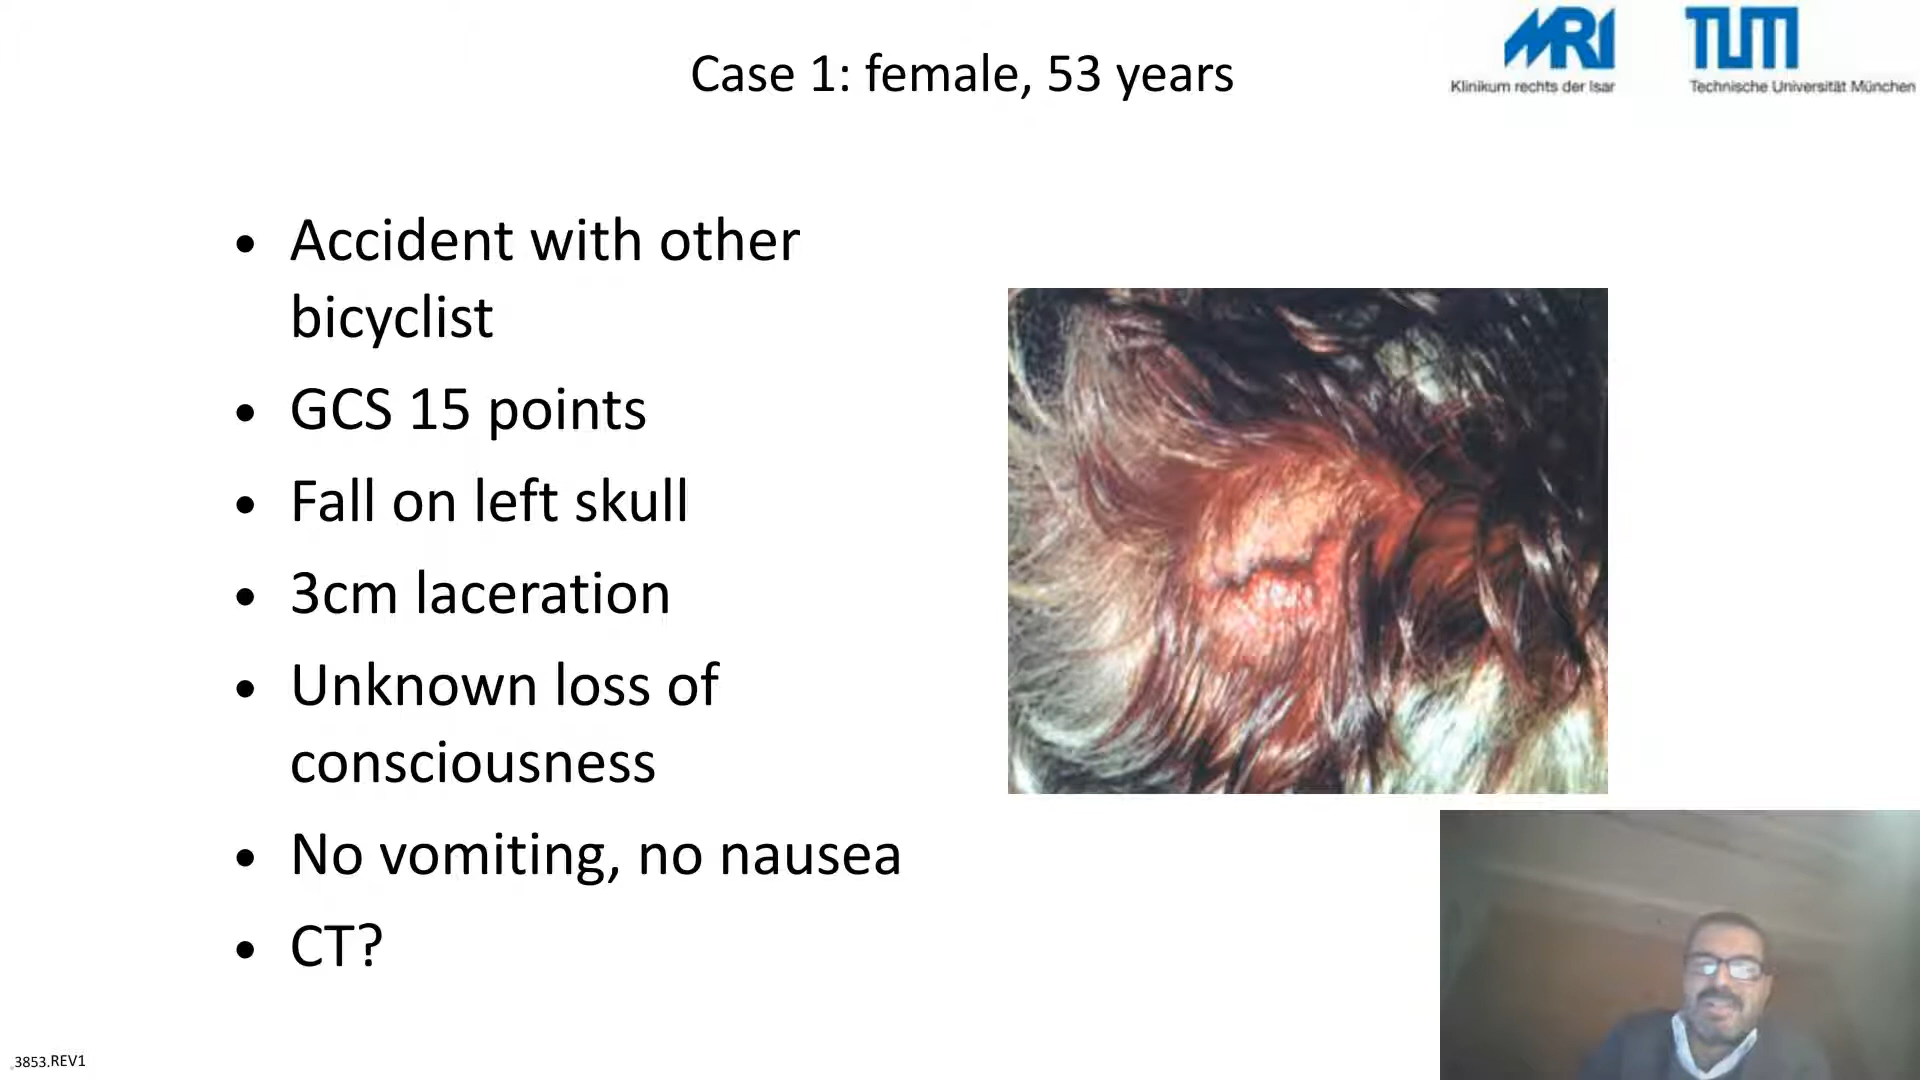 Case 1: female, 53 years
MRI
Klinikum rechts der Isar
TUM
Technische Universität München
• Accident with other
bicyclist
• GCS 15 points
• Fall on left skull
• 3cm laceration
• Unknown loss of
consciousness
• No vomiting, no nausea
• CT?
3853.REV1